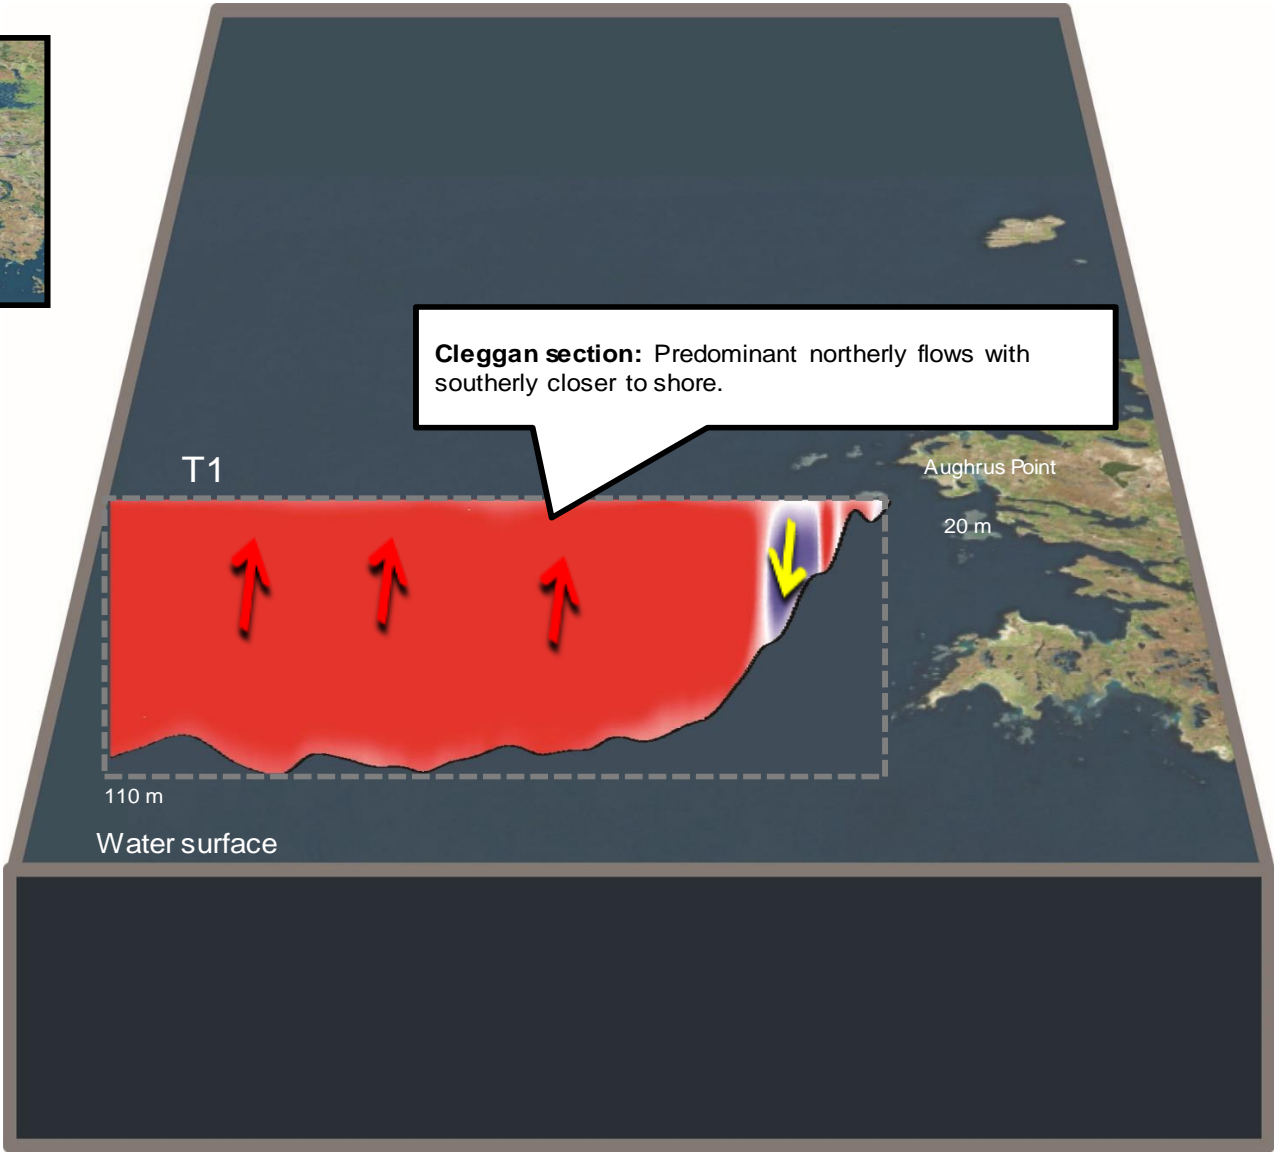 Cleggan section: Predominant northerly flows with
southerly closer to shore.
T1
Aughrus Point
20 m
110 m
Water surface